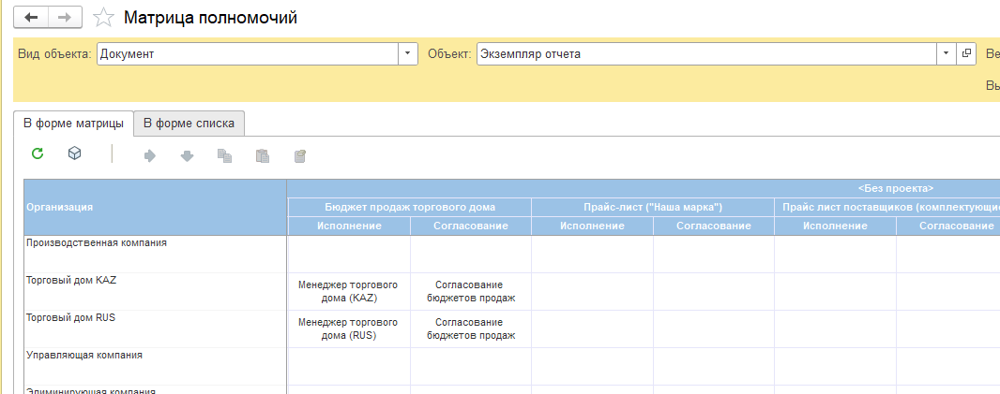 Матрица полномочий
Вид объекта: Документ Объект: Экземпляр отчета Ве
Вы
В форме матрицы В форме списка
Организация <Без проекта>
Бюджет продаж торгового дома Прайс-лист ("Наша марка") Прайс лист поставщиков (комплектующи
Исполнение Согласование Исполнение Согласование Исполнение Согласование
Производственная компания
Торговый дом KAZ Менеджер торгового Согласование
дома (KAZ) бюджетов продаж
Торговый дом RUS Менеджер торгового Согласование
дома (RUS) бюджетов продаж
Управляющая компания
Элиминирующая компания